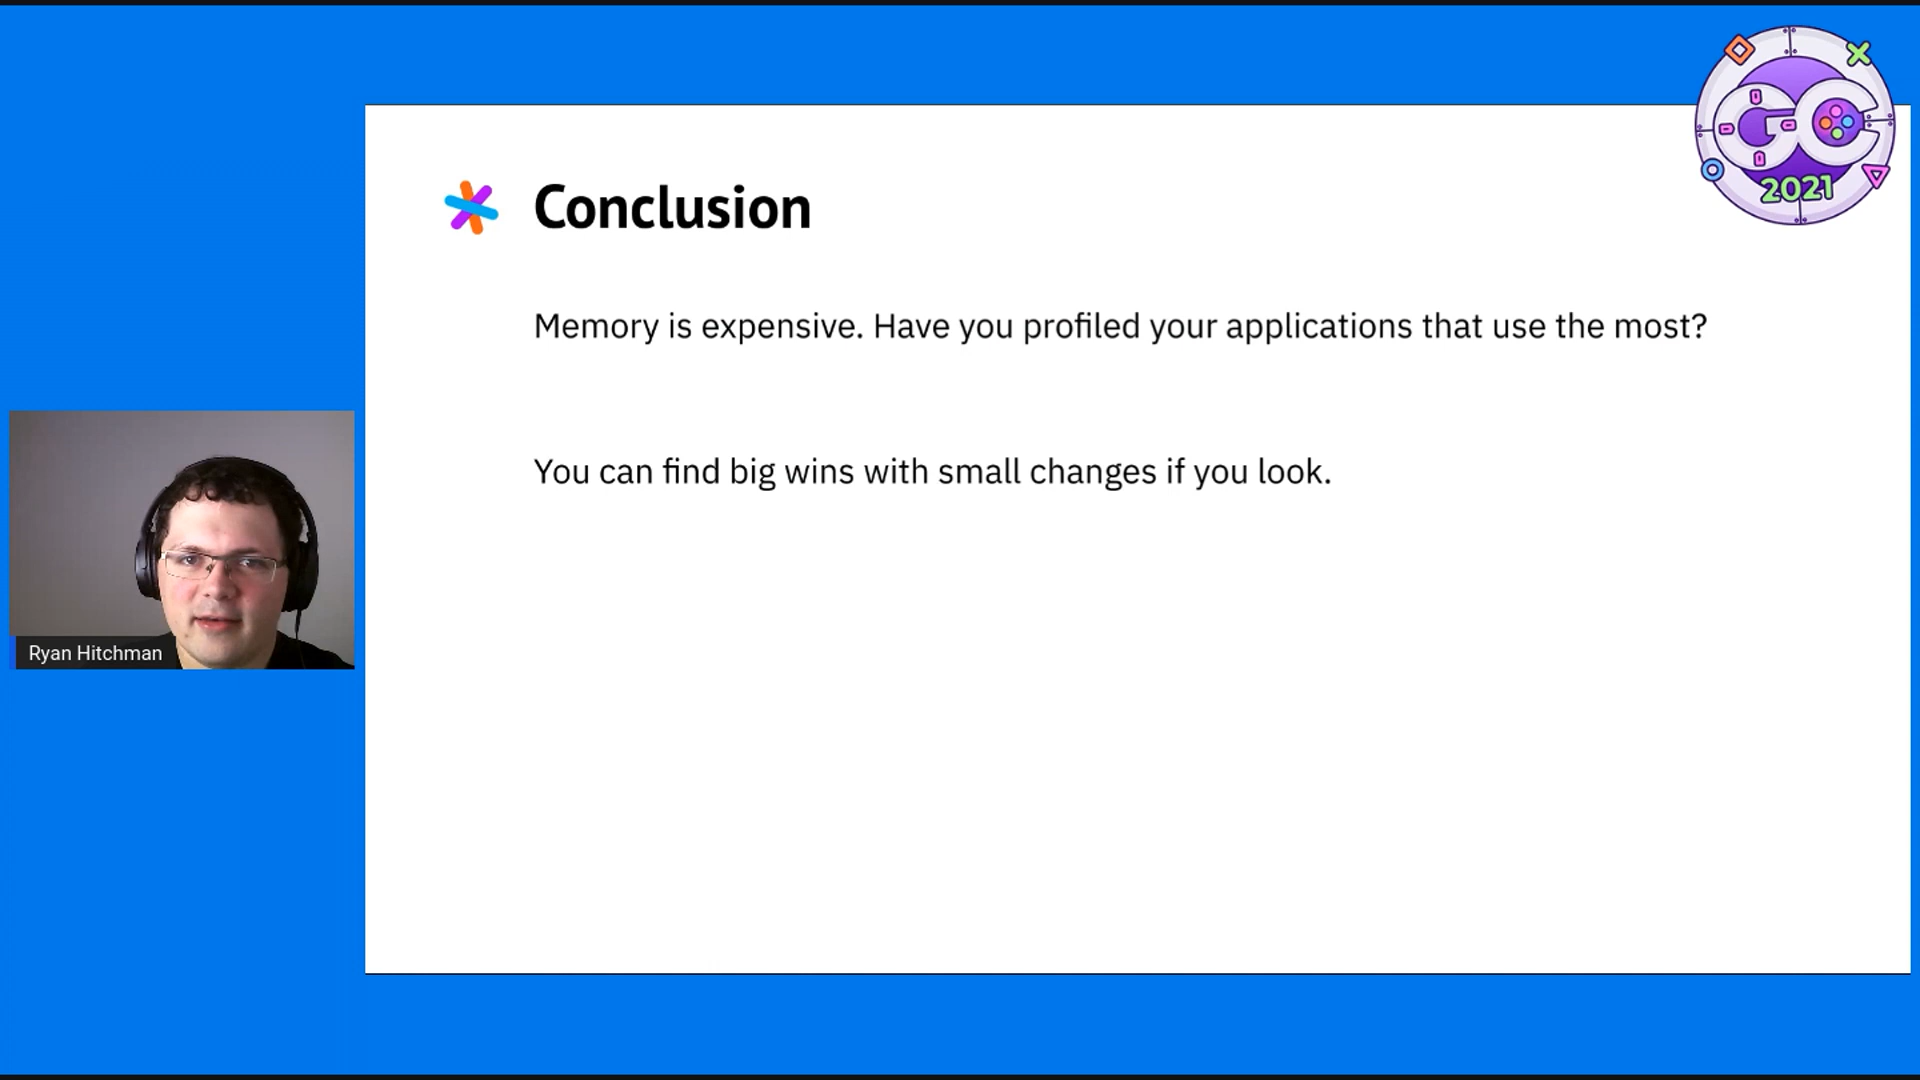 GC
2021
Conclusion
Memory is expensive. Have you profiled your applications that use the most?
You can find big wins with small changes if you look.
Ryan Hitchman